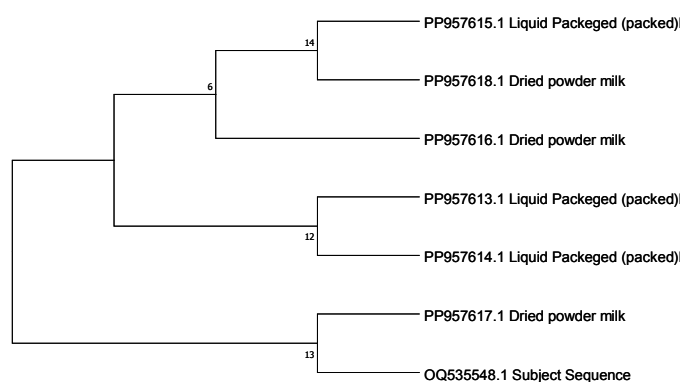 PP957615.1 Liquid Packeged (packed)
14
PP957618.1 Dried powder milk
6
PP957616.1 Dried powder milk
PP957613.1 Liquid Packeged (packed)
12
PP957614.1 Liquid Packeged (packed)
PP957617.1 Dried powder milk
13
OQ535548.1 Subject Sequence